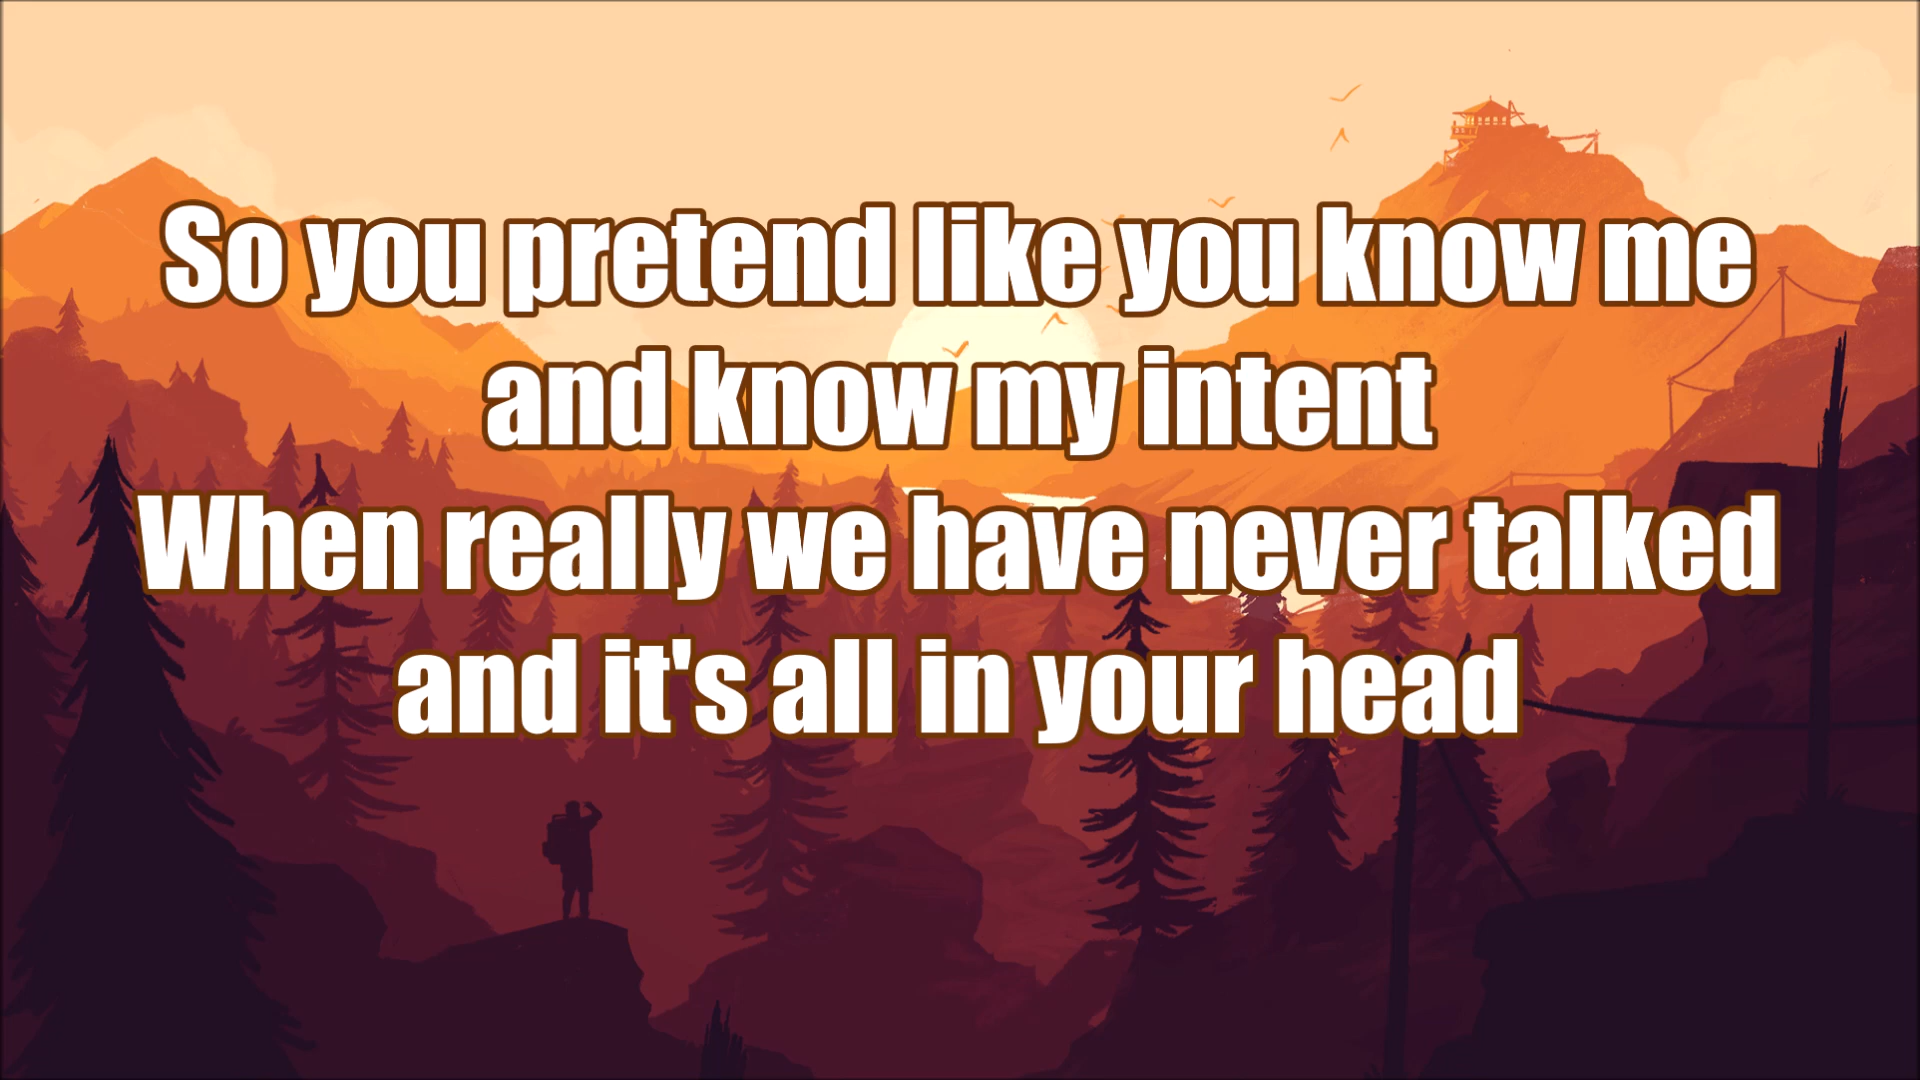 So you pretend like you know me
and know my intent
When really we have never talked
and it's all in your head